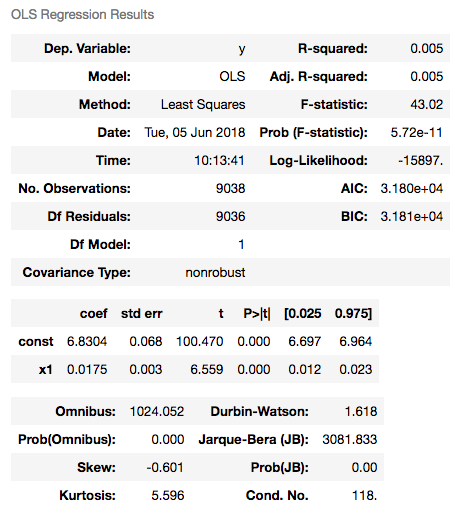 OLS Regression Results
Dep. Variable: y R-squared: 0.005
Model: OLS Adj. R-squared: 0.005
Method: Least Squares F-statistic: 43.02
Date: Tue, 05 Jun 2018 Prob (F-statistic): 5.72e-11
Time: 10:13:41 Log-Likelihood: -15897.
No. Observations: 9038 AIC: 3.180e+04
Df Residuals: 9036 BIC: 3.181e+04
Df Model: 1
Covariance Type: nonrobust
coef std err t P>|t| [0.025 0.975]
const 6.8304 0.068 100.470 0.000 6.697 6.964
x1 0.0175 0.003 6.559 0.000 0.012 0.023
Omnibus: 1024.052 Durbin-Watson: 1.618
Prob(Omnibus): 0.000 Jarque-Bera (JB): 3081.833
Skew: -0.601 Prob(JB): 0.00
Kurtosis: 5.596 Cond. No. 118.